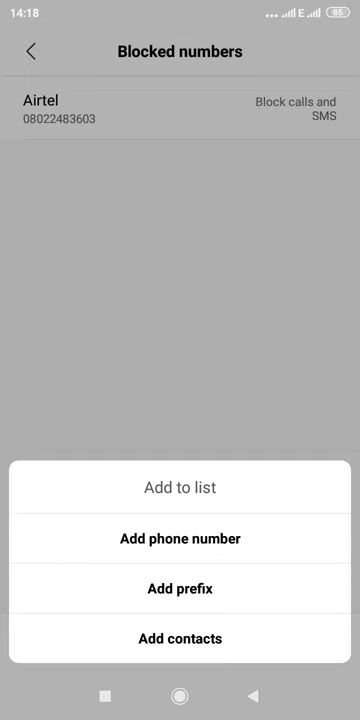 14:18 ... E 85
Blocked numbers
Airtel
08022483603
Block calls and
SMS
Add to list
Add phone number
Add prefix
Add contacts